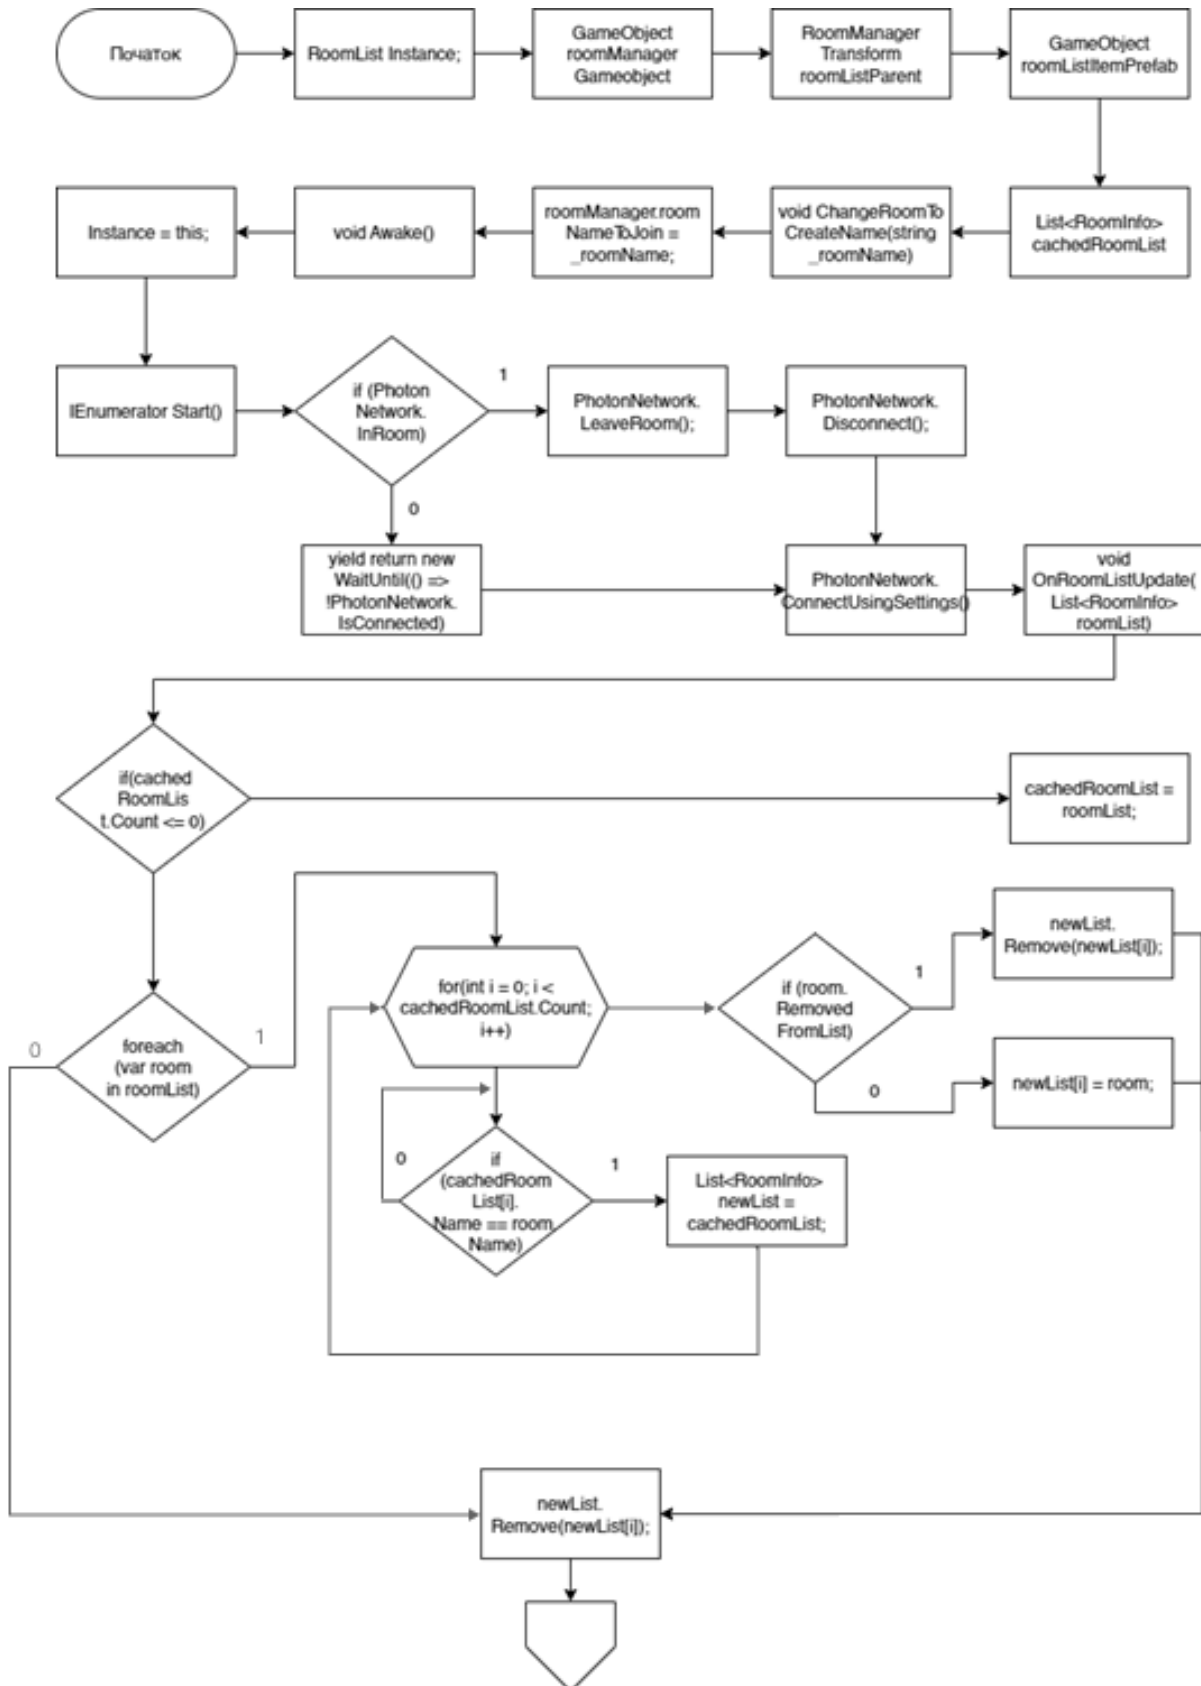 Початок
RoomList Instance;
GameObject
roomManager
Gameobject
RoomManager
Transform
roomListParent
GameObject
roomListItemPrefab
Instance = this;
void Awake()
roomManager.room
NameToJoin =
_roomName;
void ChangeRoomTo
CreateName(string
_roomName)
List<RoomInfo>
cachedRoomList
IEnumerator Start()
if (Photon
Network.
InRoom)
1
PhotonNetwork.
LeaveRoom();
PhotonNetwork.
Disconnect();
0
yield return new
WaitUntil(() =>
!PhotonNetwork.
IsConnected)
PhotonNetwork.
ConnectUsingSettings()
void
OnRoomListUpdate(
List<RoomInfo>
roomList)
if(cached
RoomLis
t.Count <= 0)
cachedRoomList =
roomList;
newList.
Remove(newList[i]);
for(int i = 0; i <
cachedRoomList.Count;
i++)
if (room.
Removed
FromList)
1
0
foreach
(var room
in roomList)
1
0
newList[i] = room;
0
if
(cachedRoom
List[i].
Name == room
Name)
1
List<RoomInfo>
newList =
cachedRoomList;
newList.
Remove(newList[i]);